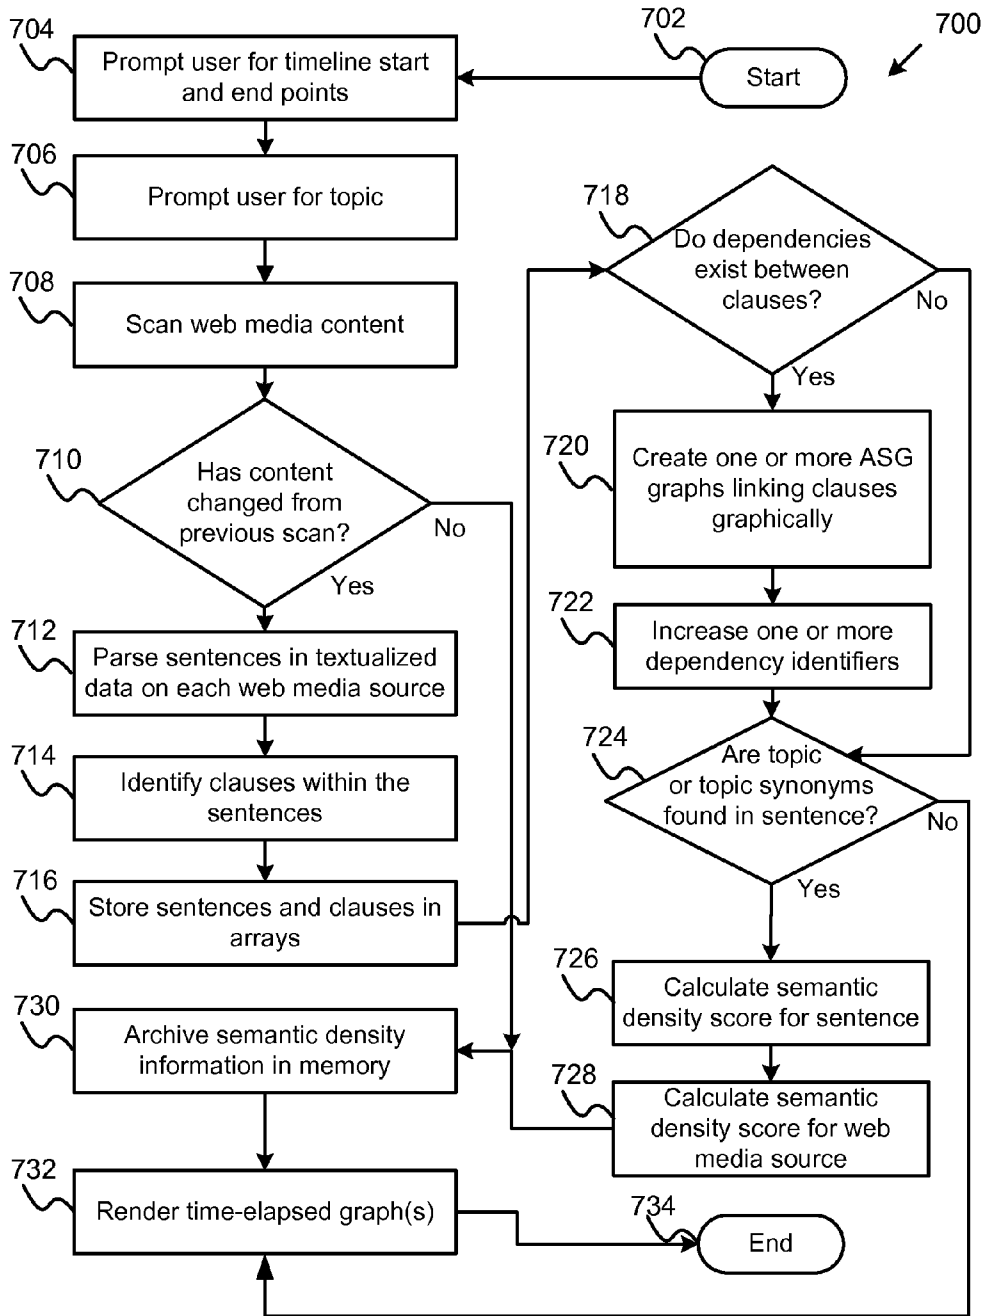 700
702
Start
704
Prompt user for timeline start
and end points
706
Prompt user for topic
708
Scan web media content
710
Has content
changed from
previous scan?
No
Yes
712
Parse sentences in textualized
data on each web media source
714
Identify clauses within the
sentences
716
Store sentences and clauses in
arrays
718
Do dependencies
exist between
clauses?
No
Yes
720
Create one or more ASG
graphs linking clauses
graphically
722
Increase one or more
dependency identifiers
724
Are topic
or topic synonyms
found in sentence?
No
Yes
726
Calculate semantic
density score for sentence
728
Calculate semantic
density score for web
media source
730
Archive semantic density
information in memory
732
Render time-elapsed graph(s)
734
End